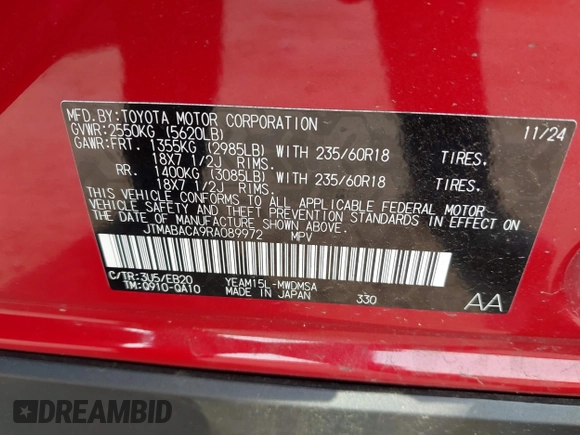 MFD.BY:TOYOTA MOTOR CORPORATION 11/24
GVWR:2550KG (5620LB)
GAWR:FRT. 1355KG (2985LB) WITH 235/60R18 TIRES.
18X7 1/2J RIMS.
RR. 1400KG (3085LB) WITH 235/60R18 TIRES.
18X7 1/2J RIMS.
THIS VEHICLE CONFORMS TO ALL APPLICABLE FEDERAL MOTOR
VEHICLE SAFETY AND THEFT PREVENTION STANDARDS IN EFFECT ON
THE DATE OF MANUFACTURE SHOWN ABOVE.
JTMABACA9RA089972 MPV
C/TR:3U5/EB20 YEAM15L-MWDMSA
TM:Q910-QA10 MADE IN JAPAN 330 AA
DREAMBID